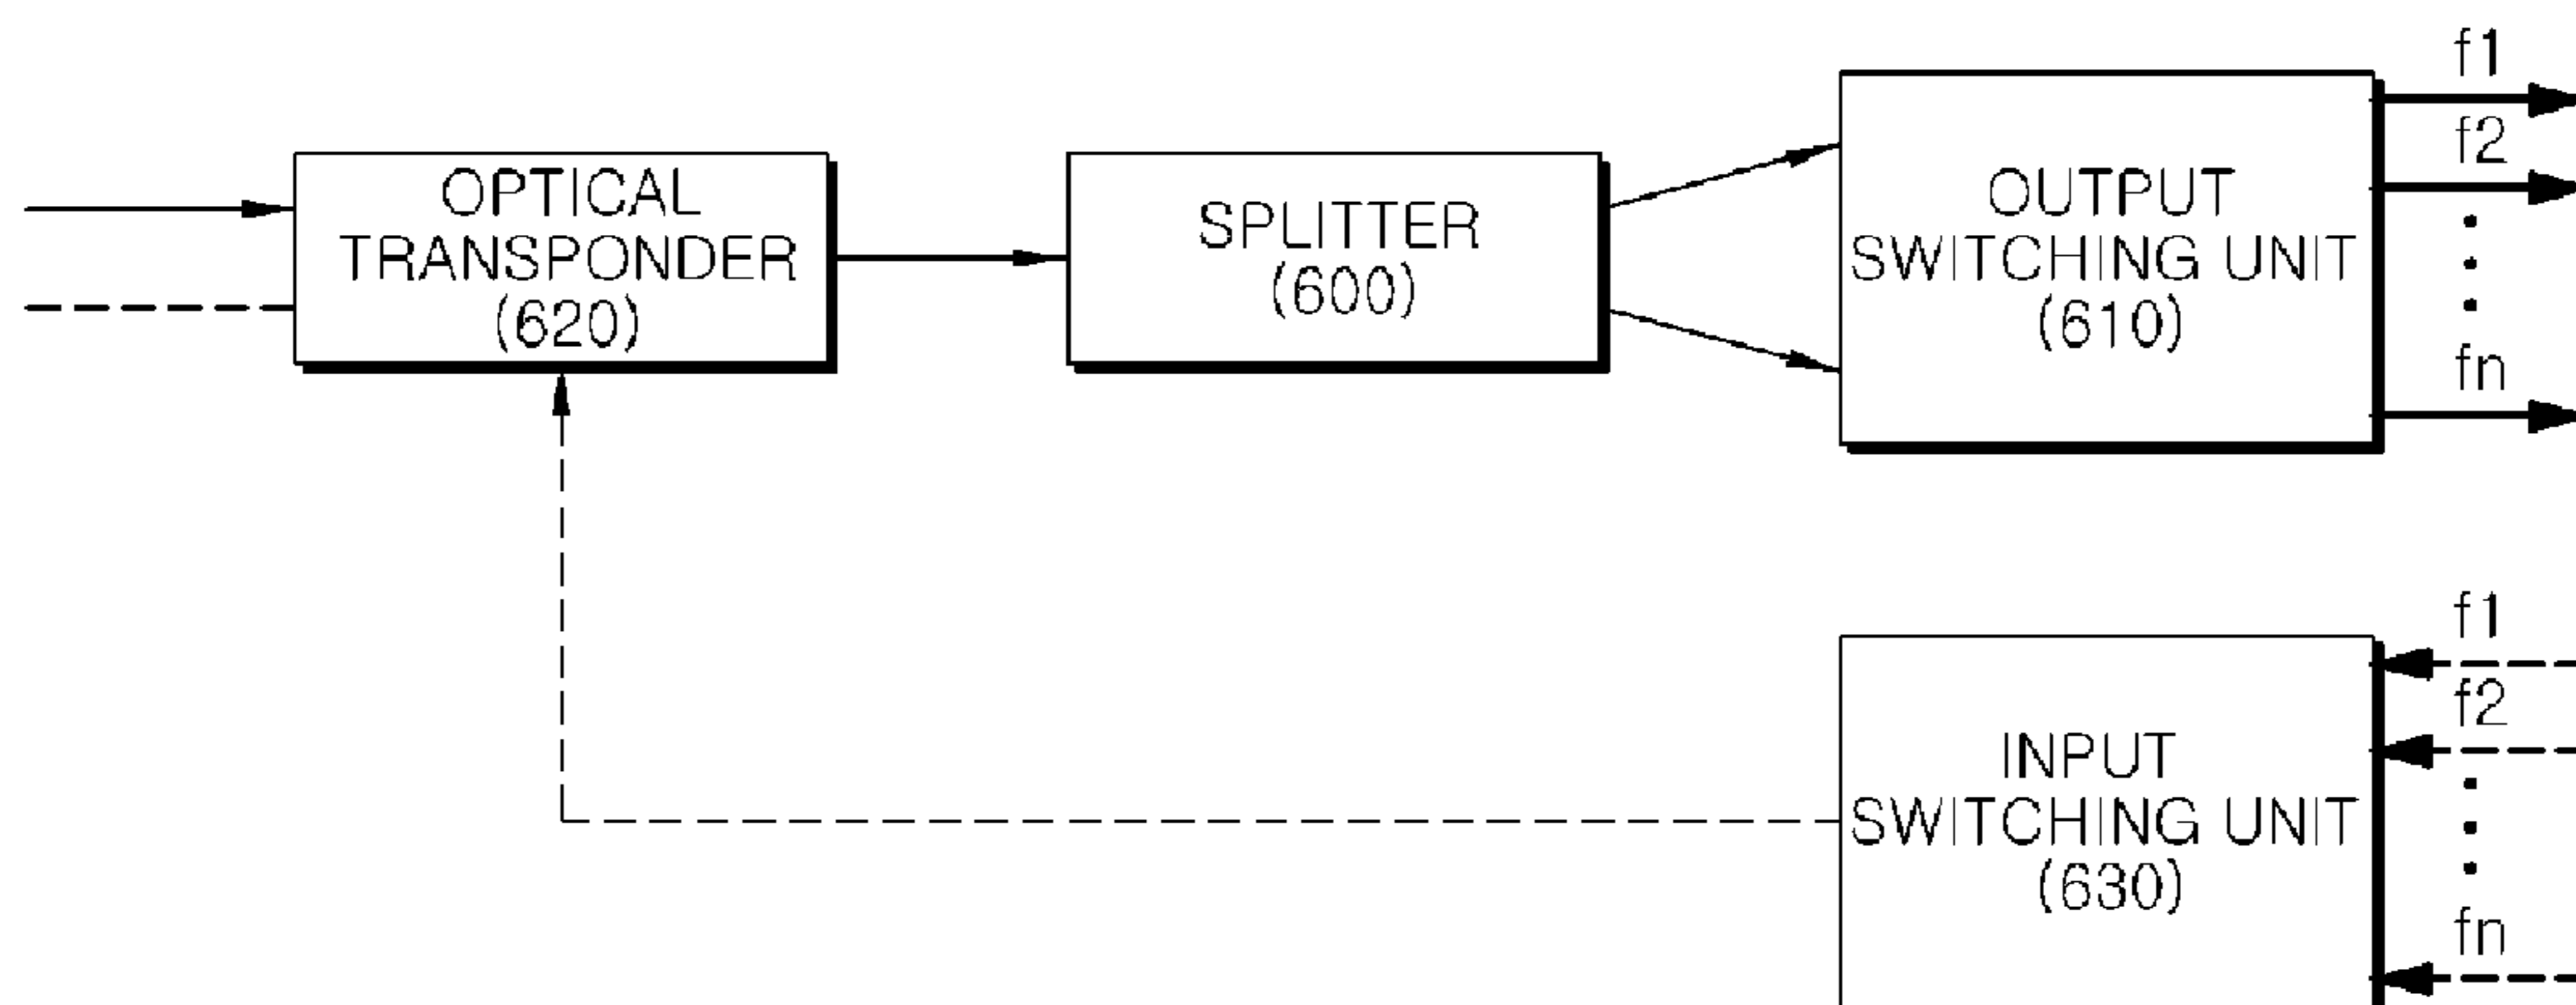 OPTICAL
TRANSPONDER
(620)
SPLITTER
(600)
OUTPUT
SWITCHING UNIT
(610)
f1
f2
fn
INPUT
SWITCHING UNIT
(630)
f1
f2
fn